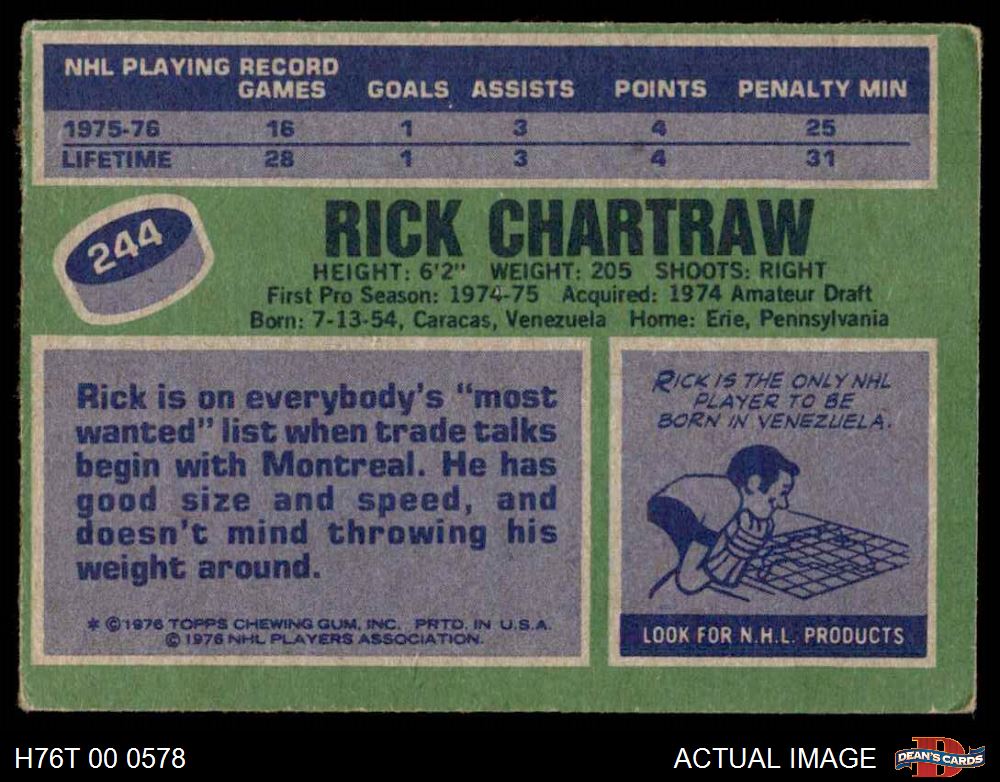 NHL PLAYING RECORD
GAMES GOALS ASSISTS POINTS PENALTY MIN
1975-76 16 1 3 4 25
LIFETIME 28 1 3 4 31
244
RICK CHARTRAW
HEIGHT: 6'2" WEIGHT: 205 SHOOTS: RIGHT
First Pro Season: 1974-75 Acquired: 1974 Amateur Draft
Born: 7-13-54, Caracas, Venezuela Home: Erie, Pennsylvania
Rick is on everybody's "most
wanted" list when trade talks
begin with Montreal. He has
good size and speed, and
doesn't mind throwing his
weight around.
* ©1976 TOPPS CHEWING GUM, INC. PRTD. IN U.S.A.
© 1976 NHL PLAYERS ASSOCIATION.
RICK IS THE ONLY NHL
PLAYER TO BE
BORN IN VENEZUELA.
LOOK FOR N.H.L. PRODUCTS
H76T 00 0578
ACTUAL IMAGE
D
DEAN'S CARDS